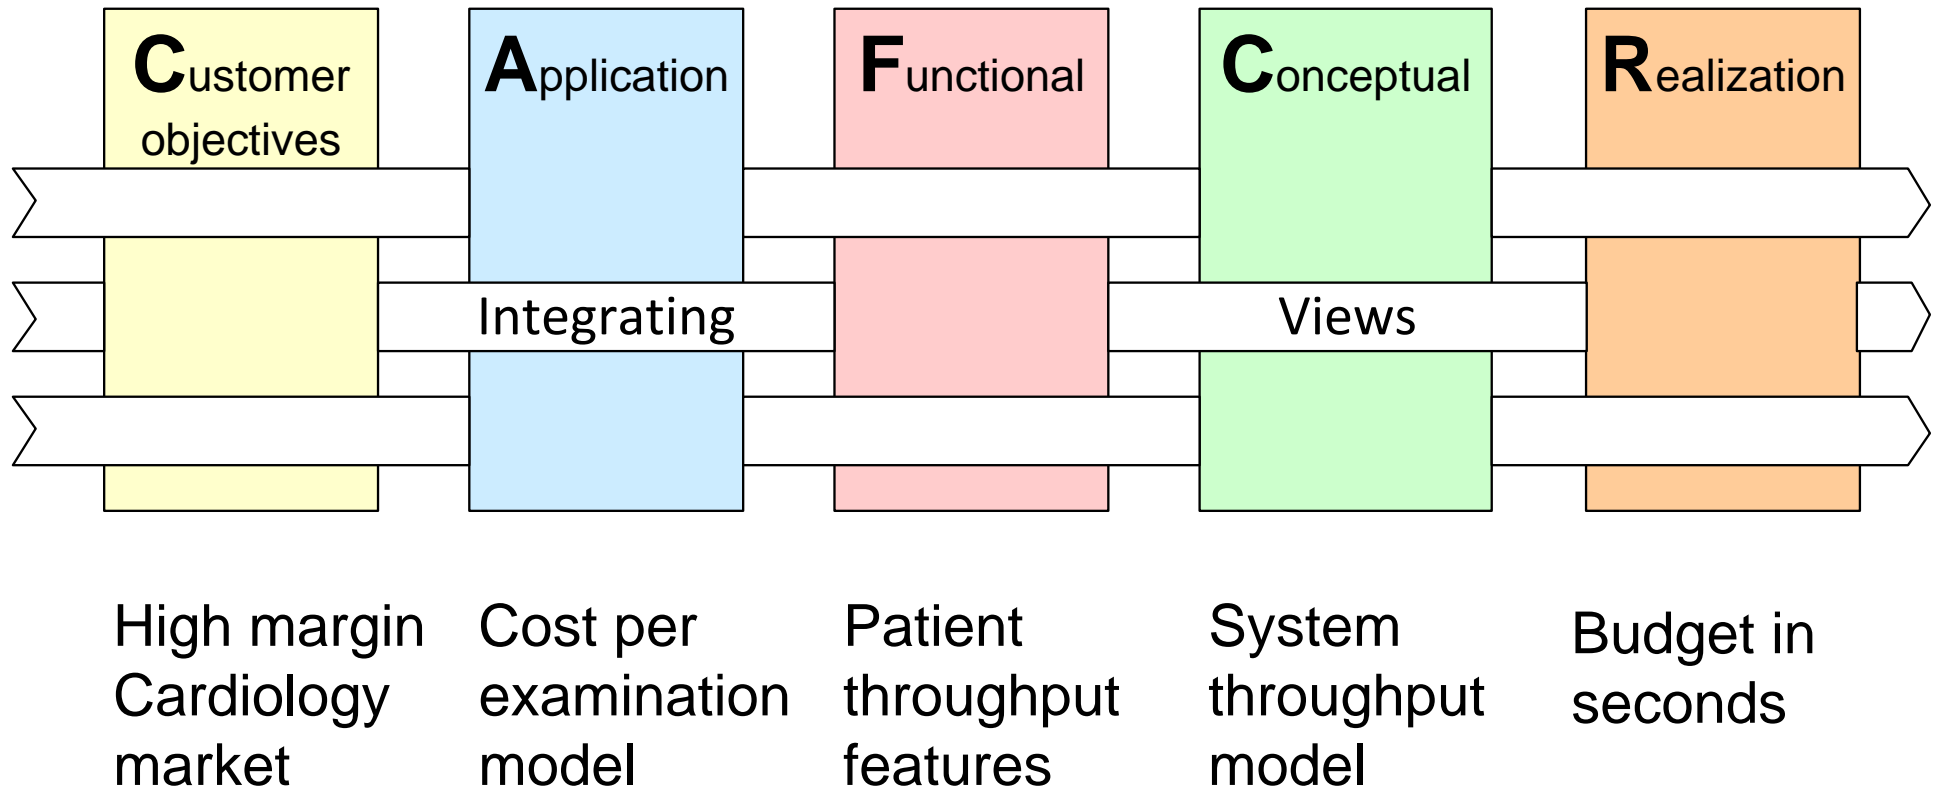 Customer
objectives
Application
Functional
Conceptual
Realization
Integrating
Views
High margin
Cardiology
market
Cost per
examination
model
Patient
throughput
features
System
throughput
model
Budget in
seconds